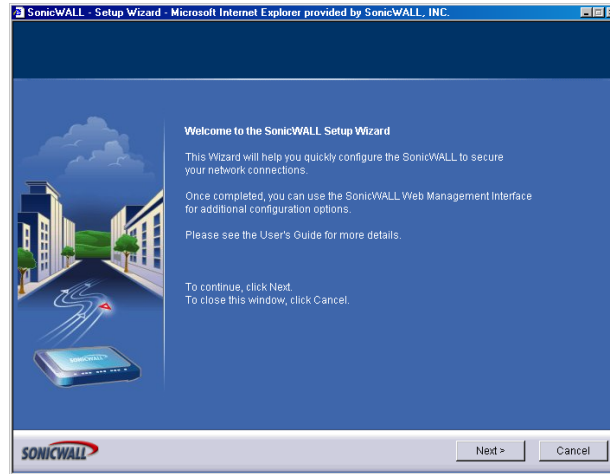 SonicWALL - Setup Wizard - Microsoft Internet Explorer provided by SonicWALL, INC.
Welcome to the SonicWALL Setup Wizard
This Wizard will help you quickly configure the SonicWALL to secure
your network connections.
Once completed, you can use the SonicWALL Web Management Interface
for additional configuration options.
Please see the User's Guide for more details.
To continue, click Next.
To close this window, click Cancel.
SONICWALL
SONICWALL
Next >
Cancel